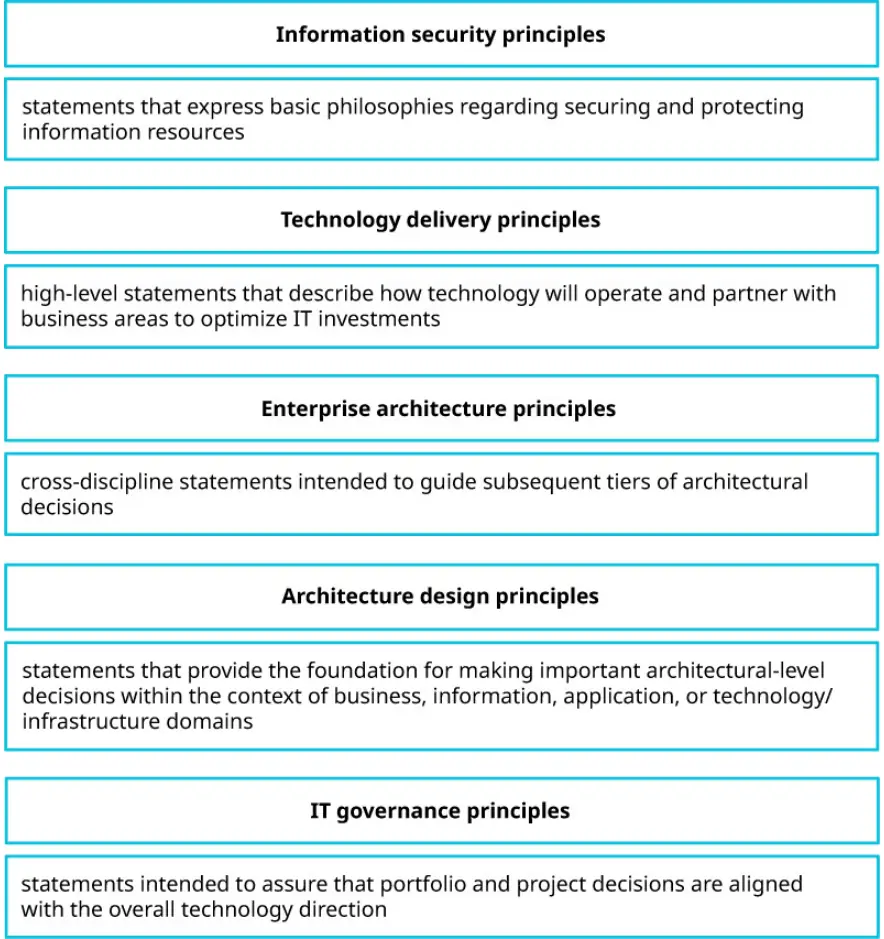 Information security principles
statements that express basic philosophies regarding securing and protecting
information resources
Technology delivery principles
high-level statements that describe how technology will operate and partner with
business areas to optimize IT investments
Enterprise architecture principles
cross-discipline statements intended to guide subsequent tiers of architectural
decisions
Architecture design principles
statements that provide the foundation for making important architectural-level
decisions within the context of business, information, application, or technology/
infrastructure domains
IT governance principles
statements intended to assure that portfolio and project decisions are aligned
with the overall technology direction